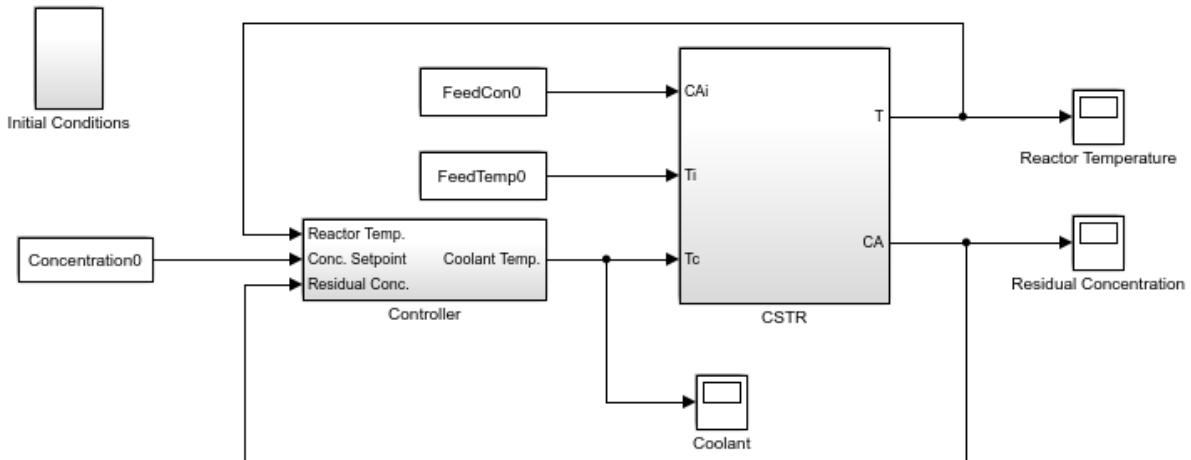 Initial Conditions
FeedCon0
CAi
T
Reactor Temperature
FeedTemp0
Ti
Reactor Temp.
Concentration0
Conc. Setpoint
Coolant Temp.
Residual Conc.
Controller
Tc
CA
CSTR
Residual Concentration
Coolant